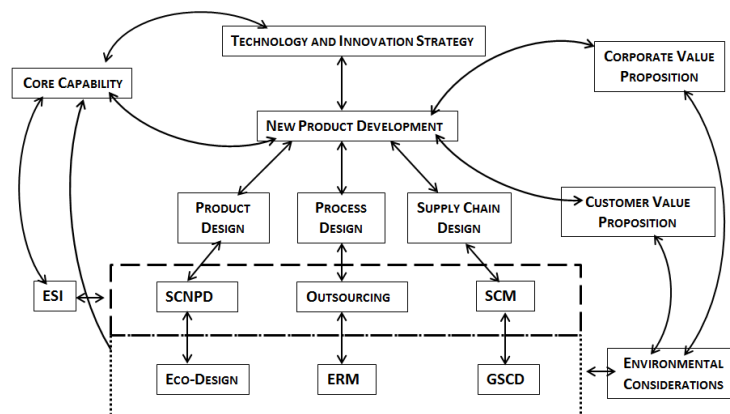 TECHNOLOGY AND INNOVATION STRATEGY
CORPORATE VALUE
PROPOSITION
CORE CAPABILITY
NEW PRODUCT DEVELOPMENT
PRODUCT
DESIGN
PROCESS
DESIGN
SUPPLY CHAIN
DESIGN
CUSTOMER VALUE
PROPOSITION
ESI
SCNPD
OUTSOURCING
SCM
ECO-DESIGN
ERM
GSCD
ENVIRONMENTAL
CONSIDERATIONS